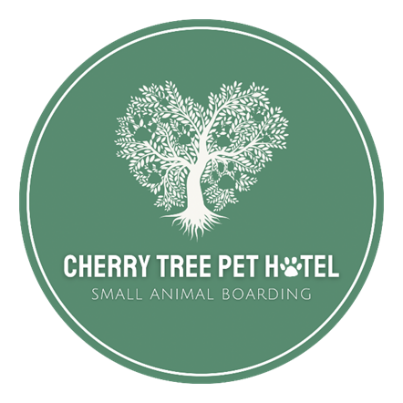 CHERRY TREE PET HOTEL
SMALL ANIMAL BOARDING